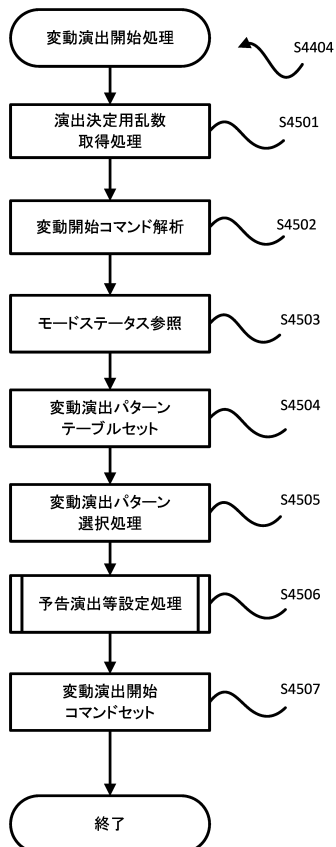 変動演出開始処理
S4404
演出決定用乱数
取得処理
S4501
変動開始コマンド解析
S4502
モードステータス参照
S4503
変動演出パターン
テーブルセット
S4504
変動演出パターン
選択処理
S4505
予告演出等設定処理
S4506
変動演出開始
コマンドセット
S4507
終了